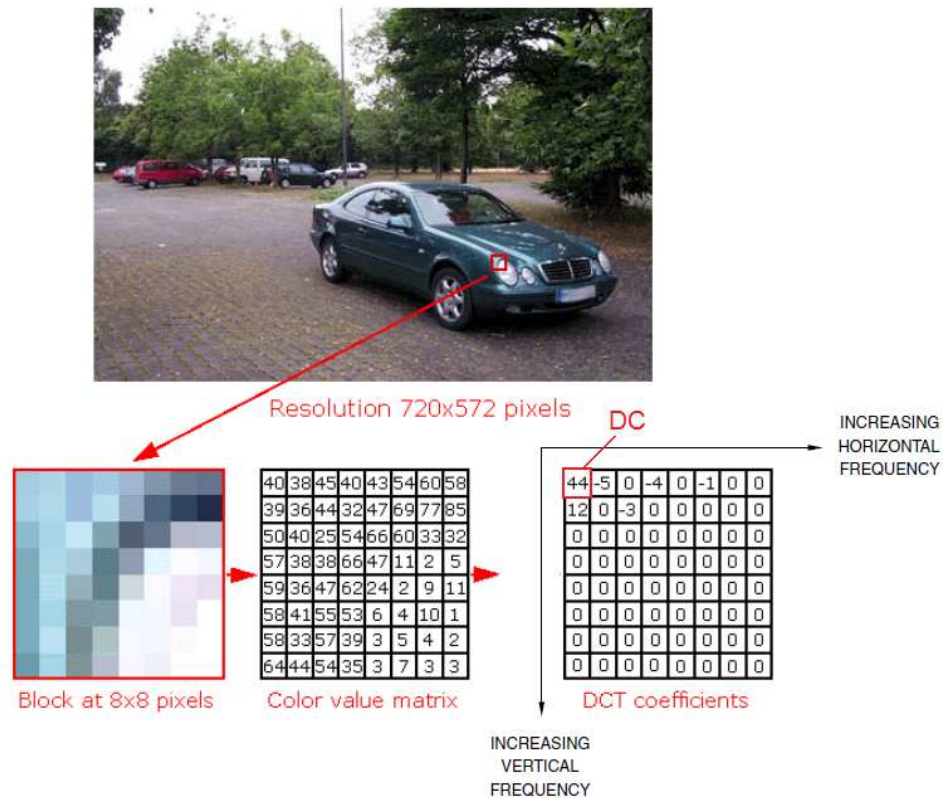 Resolution 720x572 pixels
DC
INCREASING
HORIZONTAL
FREQUENCY
40 38 45 40 43 54 60 58
39 36 44 32 47 69 77 85
50 40 25 54 66 60 33 32
57 38 38 66 47 11 2 5
59 36 47 62 24 2 9 11
58 41 55 53 6 4 10 1
58 33 57 39 3 5 4 2
64 44 54 35 3 7 3 3
44 -5 0 -4 0 -1 0 0
12 0 -3 0 0 0 0 0
0 0 0 0 0 0 0 0
0 0 0 0 0 0 0 0
0 0 0 0 0 0 0 0
0 0 0 0 0 0 0 0
0 0 0 0 0 0 0 0
0 0 0 0 0 0 0 0
Block at 8x8 pixels
Color value matrix
DCT coefficients
INCREASING
VERTICAL
FREQUENCY